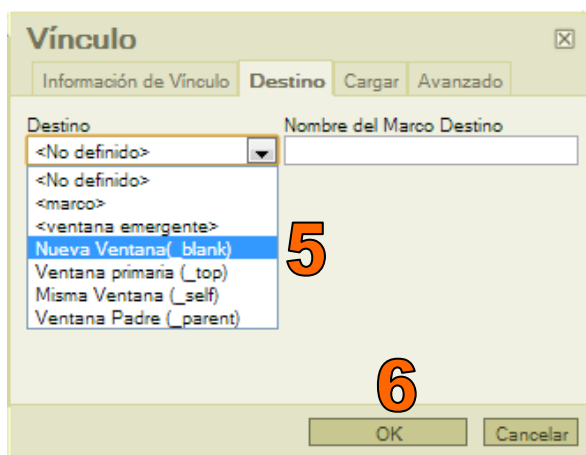 Vínculo
Información de Vínculo Destino Cargar Avanzado
Destino Nombre del Marco Destino
<No definido>
<No definido>
<marco>
<ventana emergente>
Nueva Ventana(_blank)
5
Ventana primaria (_top)
Misma Ventana (_self)
Ventana Padre (_parent)
6
OK Cancelar